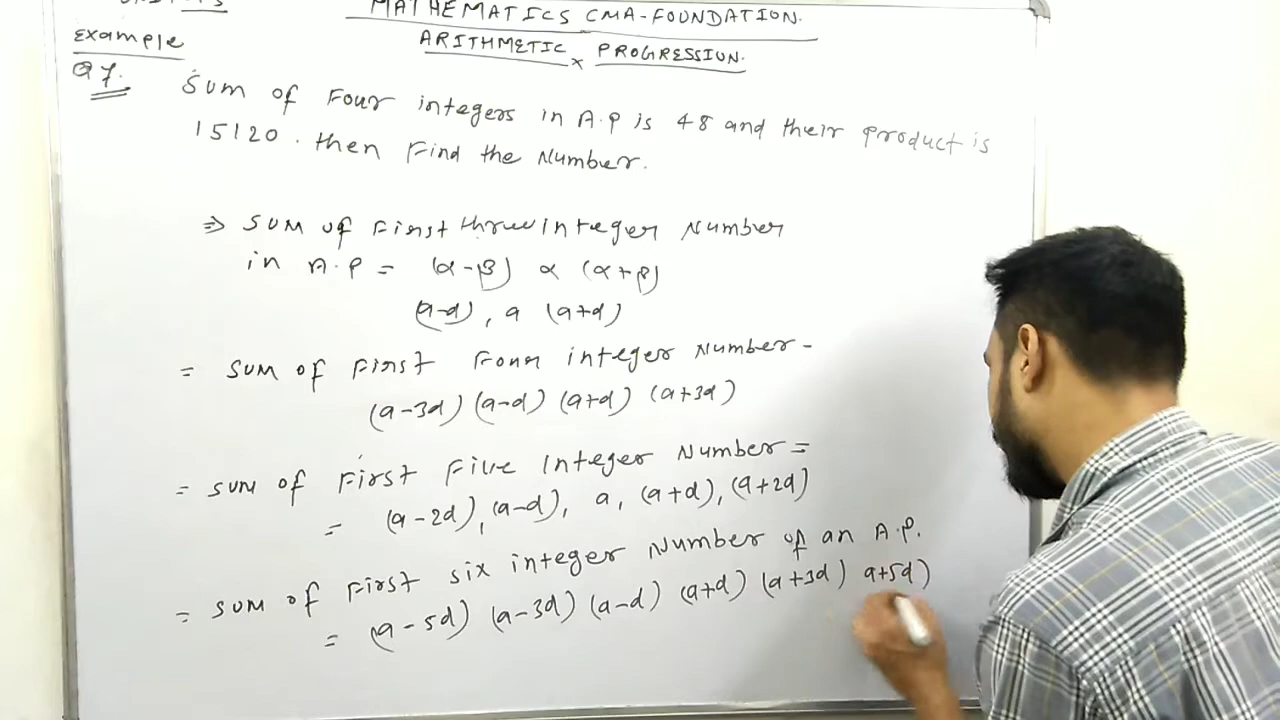 MATHEMATICS CMA-FOUNDATION.
ARITHMETIC x PROGRESSION.
Example
Q7. Sum of Four integers in A.P is 48 and their product is
15120. then Find the Number.
⇒ Sum of First three integer Number
in A.P = (α-β) α (α+β)
(a-d), a (a+d)
= Sum of First Four integer Number -
(a-3d) (a-d) (a+d) (a+3d)
= Sum of First Five Integer Number =
= (a-2d), (a-d), a, (a+d), (a+2d)
= Sum of First six integer Number of an A.P.
= (a-5d) (a-3d) (a-d) (a+d) (a+3d) a+5d)